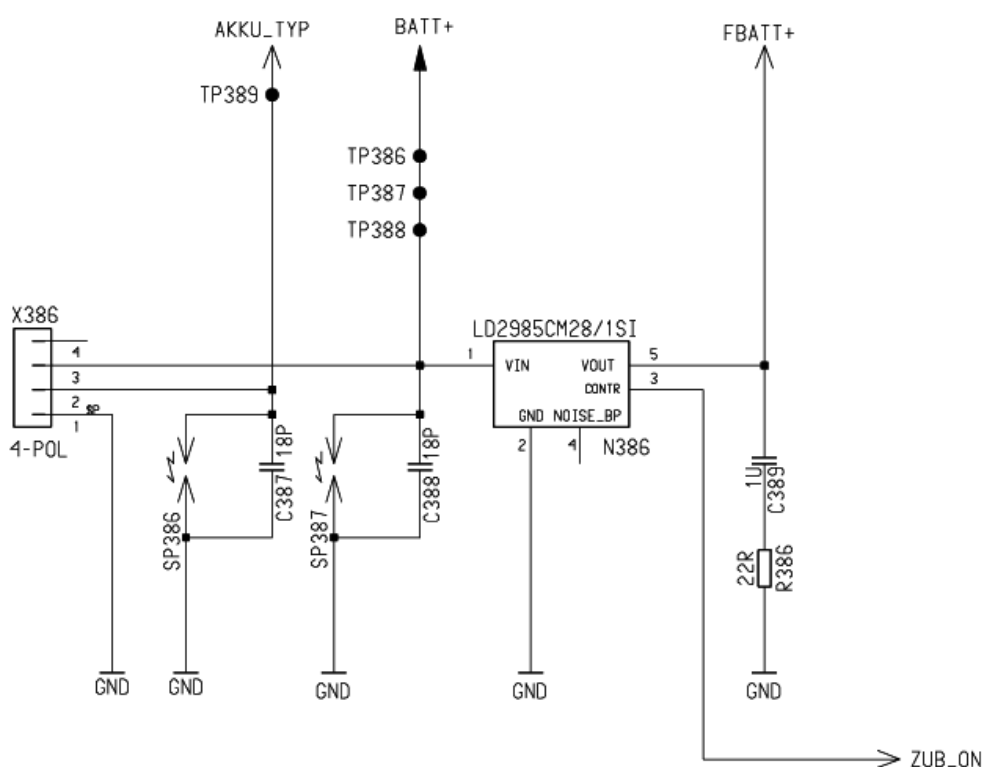 AKKU_TYP
BATT+
FBATT+
TP389
TP386
TP387
TP388
X386
LD2985CM28/1SI
4
1
VIN
VOUT
5
3
CONTR
3
2
SP
GND
NOISE_BP
1
2
4
N386
4-POL
18P
C387
SP386
18P
C388
SP387
1U
C389
22R
R386
GND
GND
GND
GND
GND
ZUB_ON